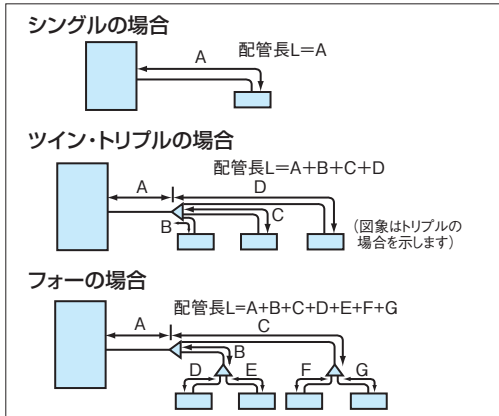 シングルの場合
A
配管長L=A
ツイン・トリプルの場合
配管長L=A+B+C+D
A
D
C
B
(図象はトリプルの
場合を示します)
フォーの場合
配管長L=A+B+C+D+E+F+G
A
C
B
D
E
F
G